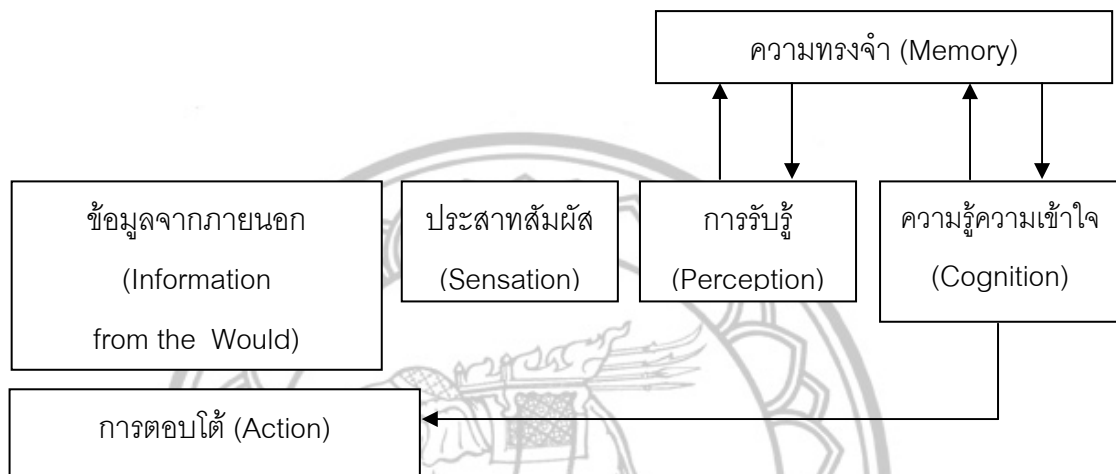 ความทรงจำ (Memory)
ข้อมูลจากภายนอก
(Information
from the Would)
ประสาทสัมผัส
(Sensation)
การรับรู้
(Perception)
ความรู้ความเข้าใจ
(Cognition)
การตอบโต้ (Action)